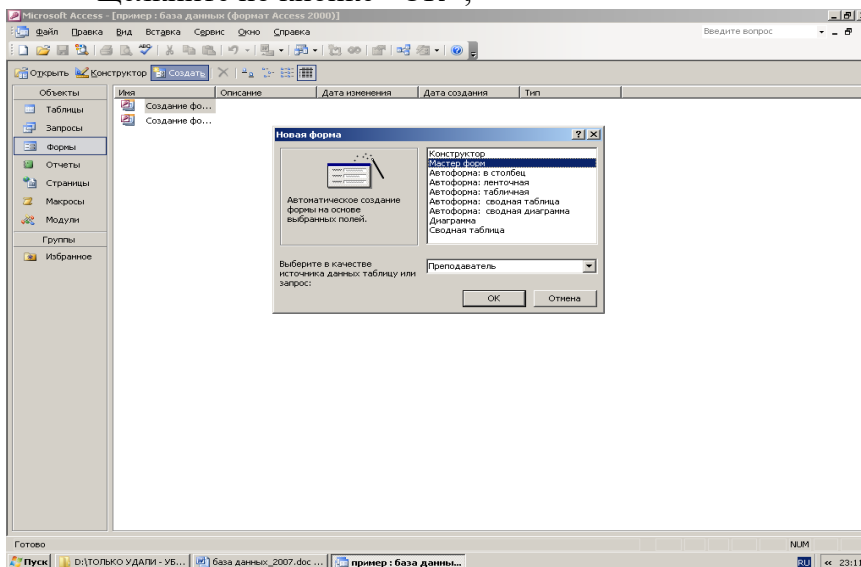 Microsoft Access - [пример : база данных (формат Access 2000)]
Файл Правка Вид Вставка Сервис Окно Справка Введите вопрос
Открыть Конструктор Создать
Объекты
Таблицы
Запросы
Формы
Отчеты
Страницы
Макросы
Модули
Группы
Избранное
Имя Описание Дата изменения Дата создания Тип
Создание фо...
Создание фо...
Новая форма
Автоматическое создание
формы на основе
выбранных полей.
Конструктор
Мастер форм
Автоформа: в столбец
Автоформа: ленточная
Автоформа: табличная
Автоформа: сводная таблица
Автоформа: сводная диаграмма
Диаграмма
Сводная таблица
Выберите в качестве
источника данных таблицу или
запрос:
Преподаватель
ОК Отмена
Готово NUM
Пуск D:\ТОЛЬКО УДАЛИ - УБ... база данных_2007.doc ... пример : база данны... RU « 23:11